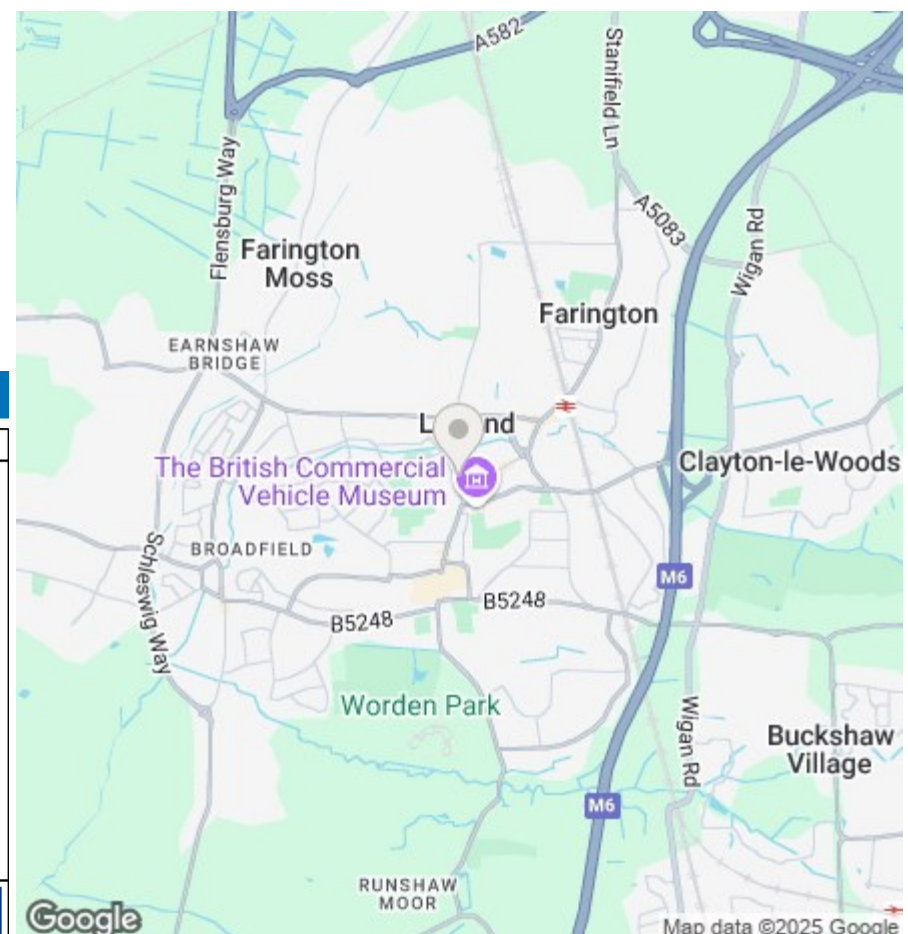 A582
Stanifield Ln
Flensburg Way
A5083
Wigan Rd
Farington
Moss
Farington
EARNSHAW
BRIDGE
L nd
The British Commercial
Vehicle Museum
Clayton-le-Woods
BROADFIELD
Schleswig Way
M6
B5248
B5248
Worden Park
Wigan Rd
Buckshaw
Village
M6
RUNSHAW
MOOR
Google
Map data ©2025 Google